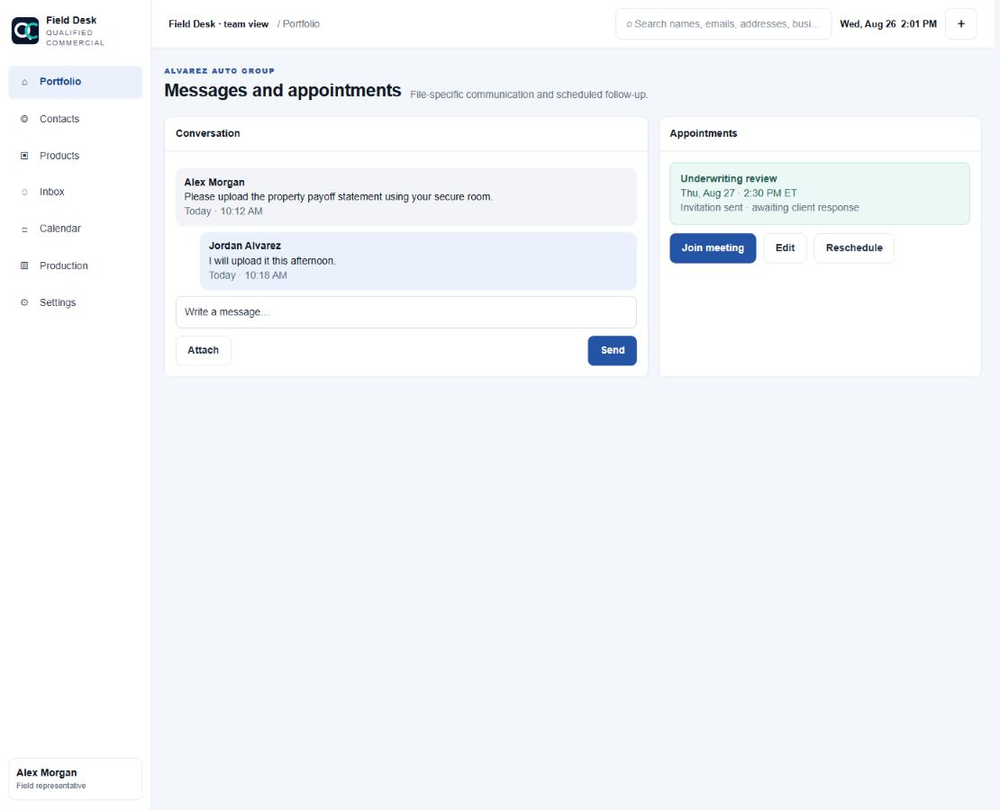 Field Desk
QUALIFIED
COMMERCIAL
Portfolio
Contacts
Products
Inbox
Calendar
Production
Settings
Alex Morgan
Field representative
Field Desk · team view / Portfolio
Search names, emails, addresses, busi...
Wed, Aug 26 2:01 PM
+
ALVAREZ AUTO GROUP
Messages and appointments File-specific communication and scheduled follow-up.
Conversation
Alex Morgan
Please upload the property payoff statement using your secure room.
Today · 10:12 AM
Jordan Alvarez
I will upload it this afternoon.
Today · 10:18 AM
Write a message...
Attach
Send
Appointments
Underwriting review
Thu, Aug 27 · 2:30 PM ET
Invitation sent · awaiting client response
Join meeting
Edit
Reschedule